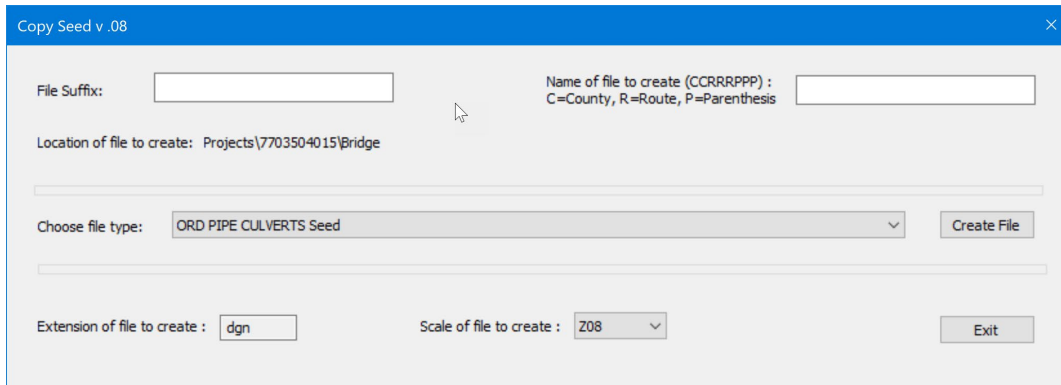 Copy Seed v .08
File Suffix:
Name of file to create (CCRRRPPP) :
C=County, R=Route, P=Parenthesis
Location of file to create: Projects\7703504015\Bridge
Choose file type: ORD PIPE CULVERTS Seed Create File
Extension of file to create : dgn Scale of file to create : Z08 Exit